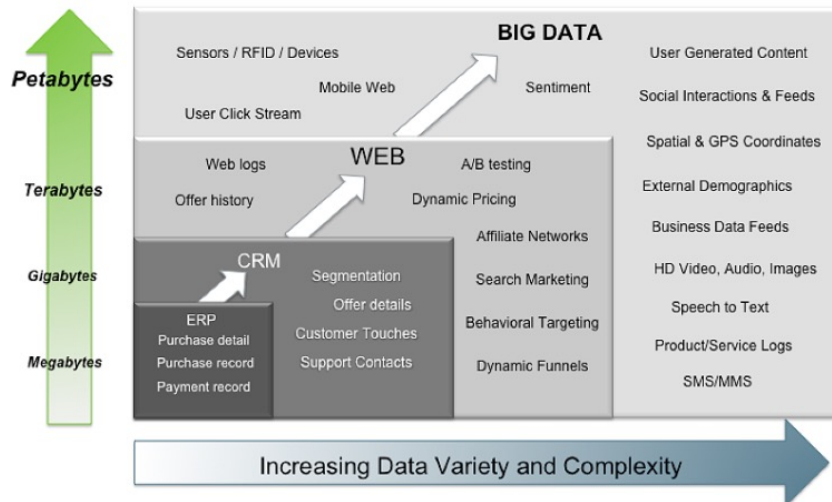 Petabytes
Terabytes
Gigabytes
Megabytes
BIG DATA
Sensors / RFID / Devices
Mobile Web
User Click Stream
Sentiment
User Generated Content
Social Interactions & Feeds
Spatial & GPS Coordinates
External Demographics
Business Data Feeds
HD Video, Audio, Images
Speech to Text
Product/Service Logs
SMS/MMS
WEB
Web logs
Offer history
A/B testing
Dynamic Pricing
Affiliate Networks
Search Marketing
Behavioral Targeting
Dynamic Funnels
CRM
Segmentation
Offer details
Customer Touches
Support Contacts
ERP
Purchase detail
Purchase record
Payment record
Increasing Data Variety and Complexity